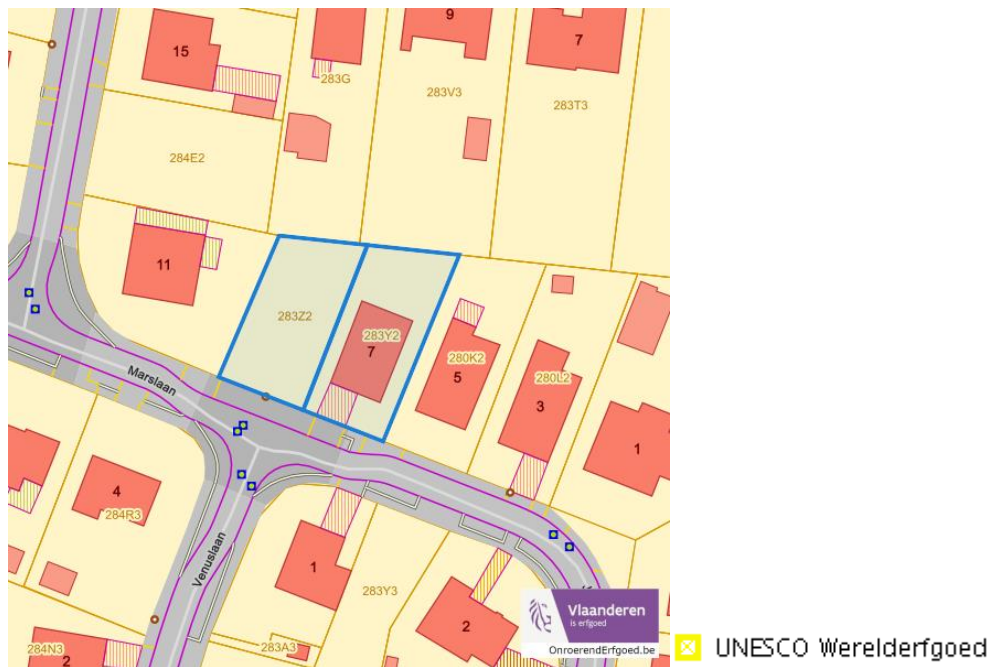 15
9
7
283G
283V3
283T3
284E2
11
283Z2
283Y2
7
280K2
5
280L2
3
1
Marslaan
4
284R3
Venuslaan
1
283Y3
2
283A3
284N3
2
Vlaanderen
is erfgoed
OnroerendErfgoed.be
UNESCO Werelderfgoed